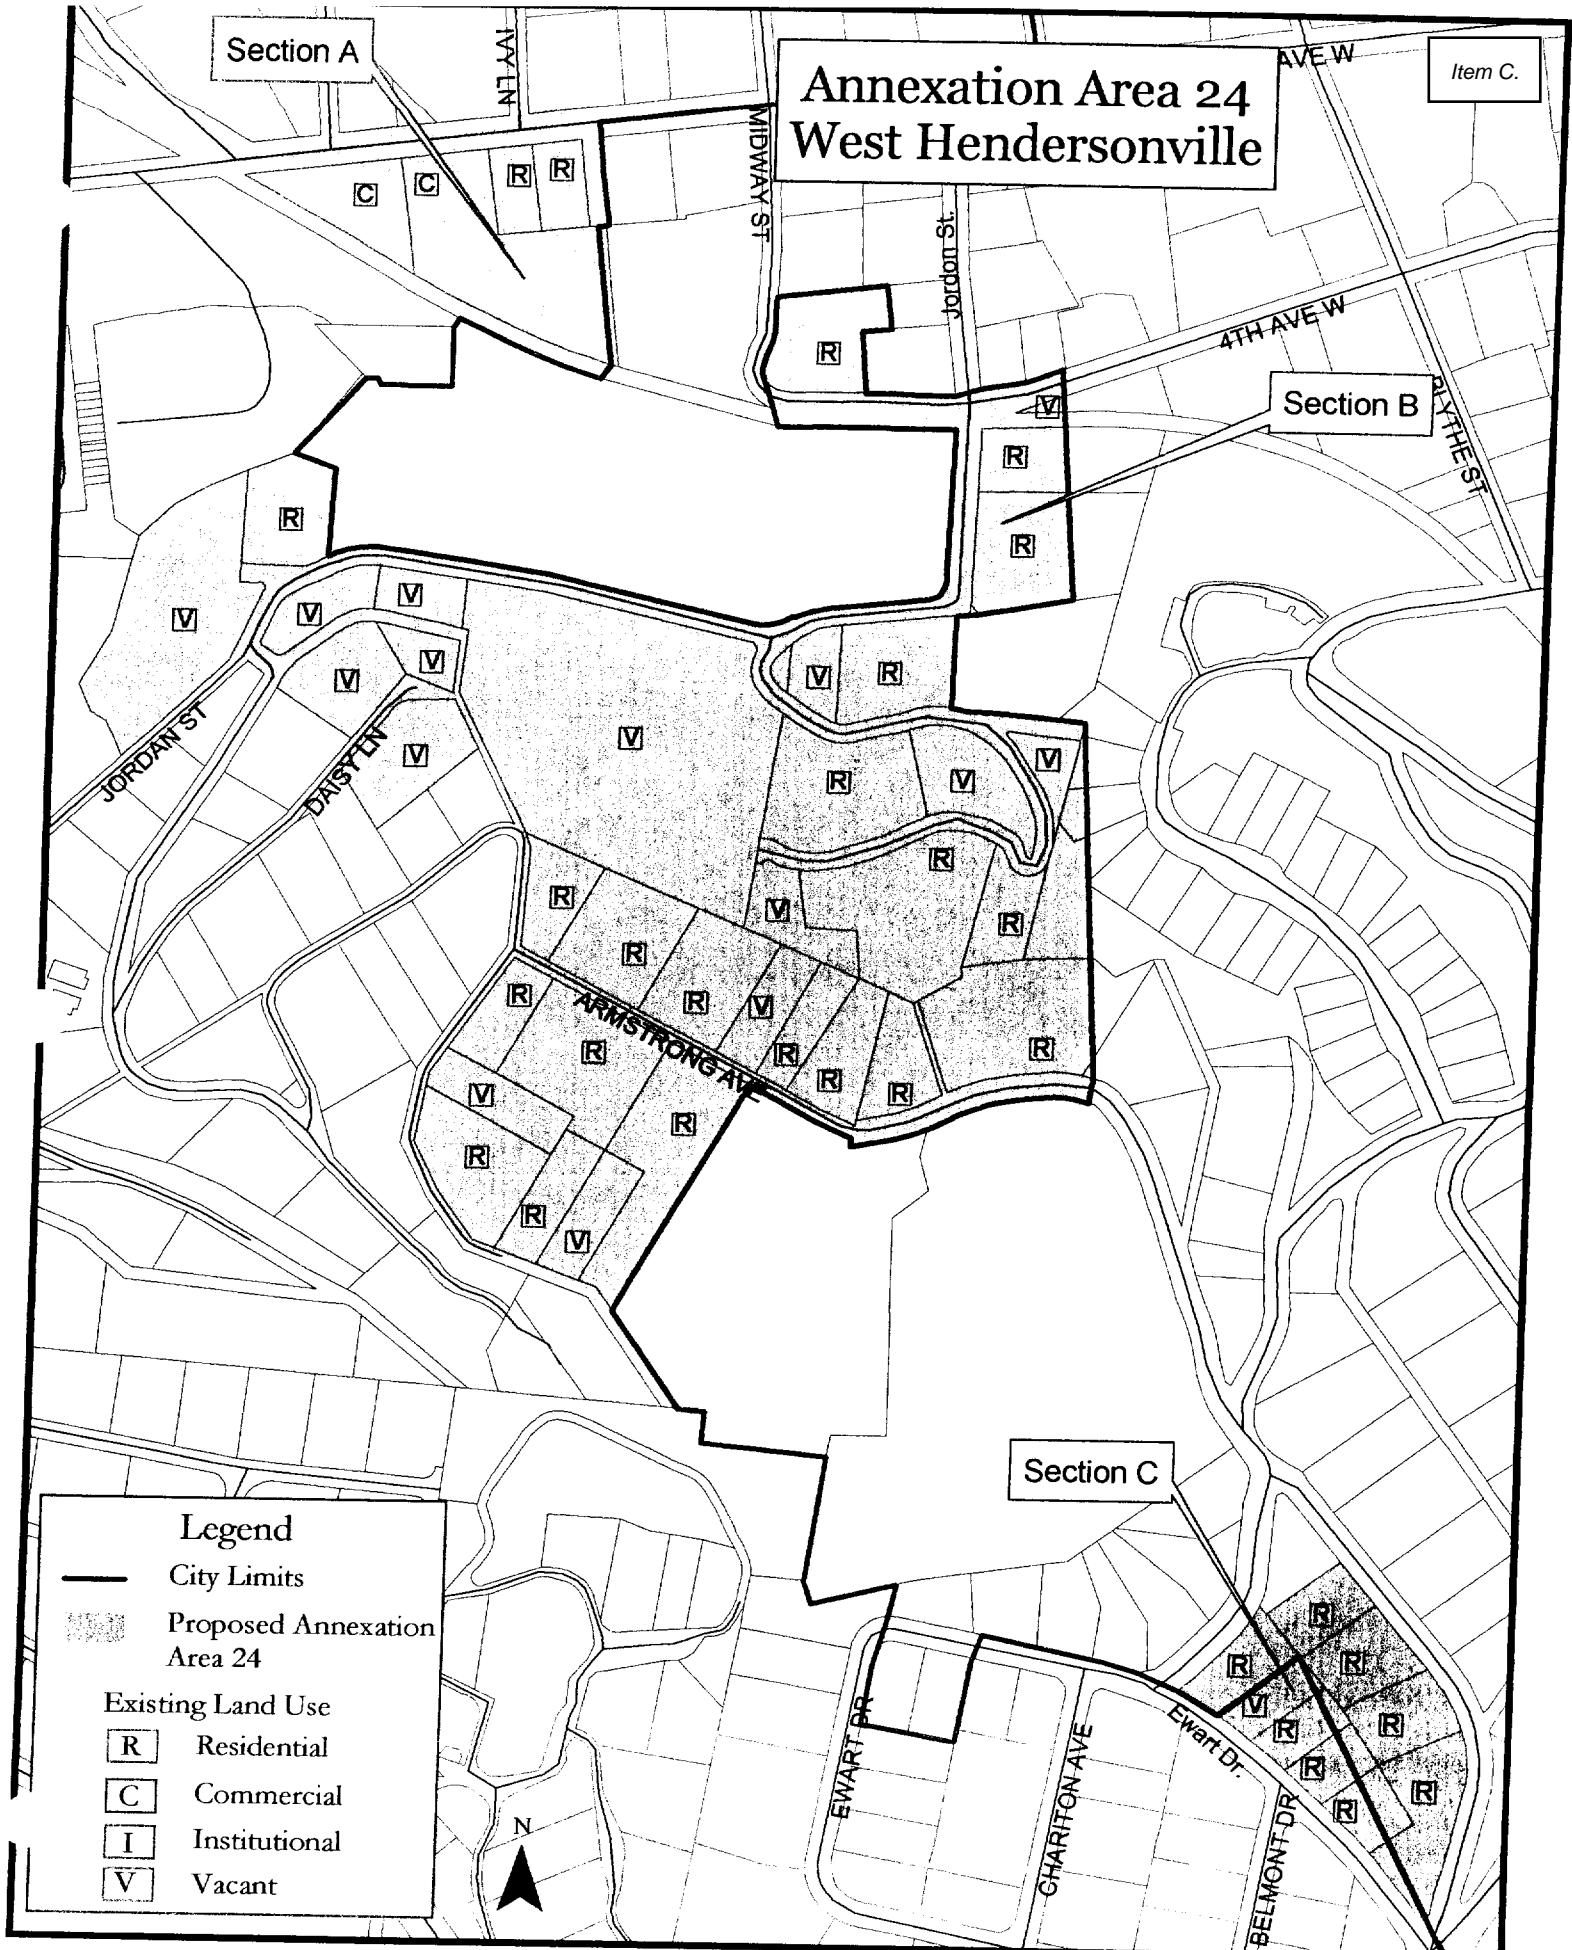 Section A
IVY LN
Annexation Area 24
West Hendersonville
AVE W
Item C.
MIDWAY ST
Jordon St.
C
C
R
R
R
4TH AVE W
V
Section B
R
R
R
V
V
V
V
V
V
V
V
R
JORDAN ST
DAISY LN
V
R
V
V
R
R
R
V
R
R
R
V
R
R
R
R
R
ARMSTRONG AVE
R
V
R
R
R
V
Section C
Legend
City Limits
Proposed Annexation
Area 24
Existing Land Use
R Residential
C Commercial
I Institutional
V Vacant
N
R
R
R
V
R
R
R
R
R
EWART DR
CHARITON AVE
Ewart Dr.
BELMONT DR